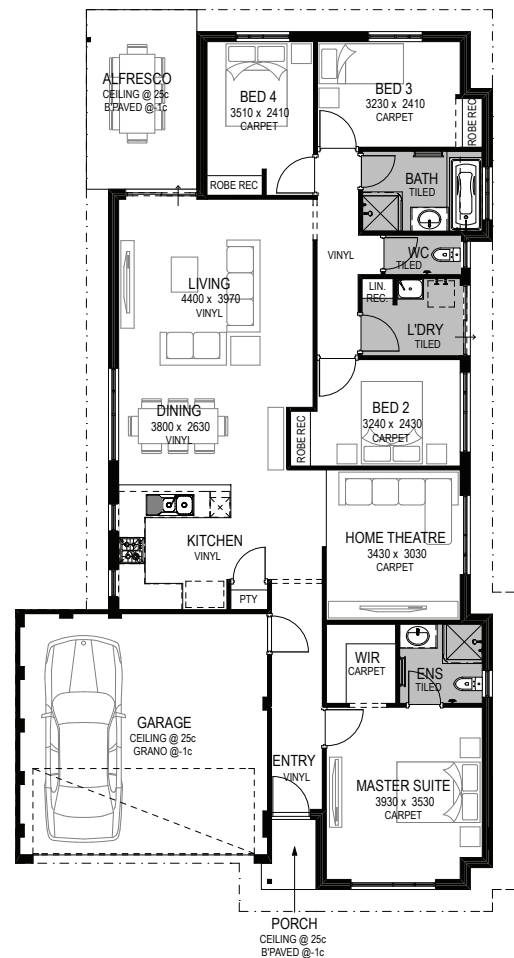 ALFRESCO
CEILING @ 25c
B'PAVED @-1c
BED 4
3510 x 2410
CARPET
ROBE REC
BED 3
3230 x 2410
CARPET
ROBE REC
BATH
TILED
WC
TILED
VINYL
LIN.
REC.
L'DRY
TILED
LIVING
4400 x 3970
VINYL
DINING
3800 x 2630
VINYL
BED 2
3240 x 2430
CARPET
ROBE REC
KITCHEN
VINYL
PTY
HOME THEATRE
3430 x 3030
CARPET
WIR
CARPET
ENS
TILED
GARAGE
CEILING @ 25c
GRANO @-1c
ENTRY
VINYL
MASTER SUITE
3930 x 3530
CARPET
PORCH
CEILING @ 25c
B'PAVED @-1c